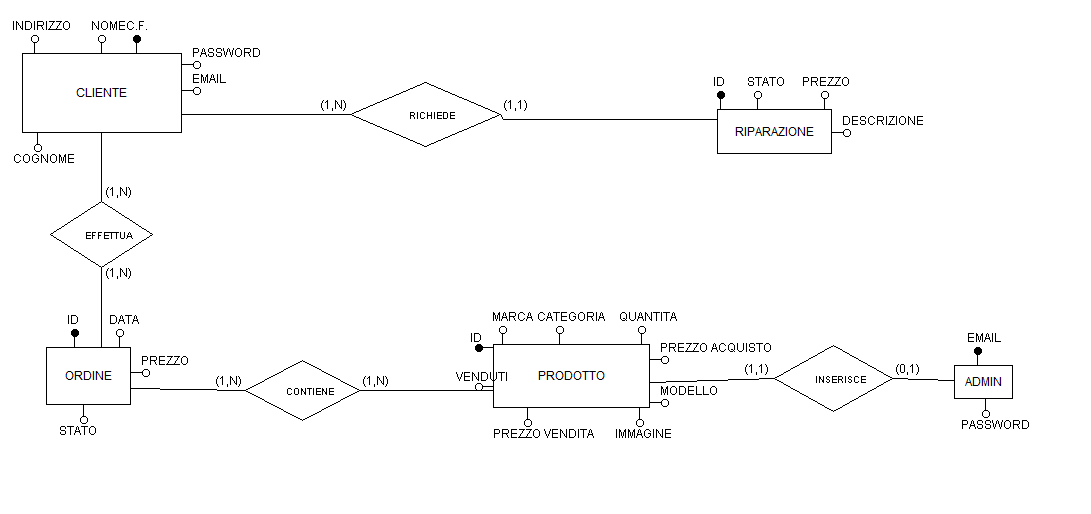 INDIRIZZO NOMEC.F.
PASSWORD
EMAIL
CLIENTE
COGNOME
(1,N) RICHIEDE (1,1)
ID STATO PREZZO
DESCRIZIONE
RIPARAZIONE
(1,N)
EFFETTUA
(1,N)
ID DATA
PREZZO
ORDINE
STATO
(1,N) CONTIENE (1,N)
MARCA CATEGORIA QUANTITA
ID
PREZZO ACQUISTO
VENDUTI PRODOTTO
MODELLO
PREZZO VENDITA IMMAGINE
(1,1) INSERISCE (0,1)
EMAIL
ADMIN
PASSWORD